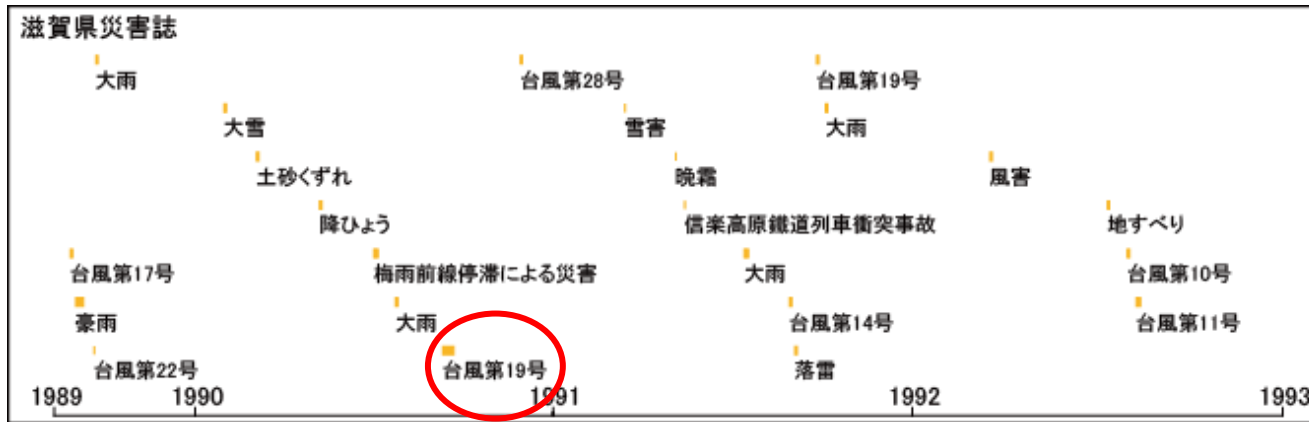 滋賀県災害誌
大雨
台風第28号
台風第19号
大雪
雪害
大雨
土砂くずれ
晩霜
風害
降ひょう
信楽高原鐵道列車衝突事故
地すべり
台風第17号
梅雨前線停滞による災害
大雨
台風第10号
豪雨
大雨
台風第14号
台風第11号
台風第22号
台風第19号
落雷
1989 1990 1991 1992 1993